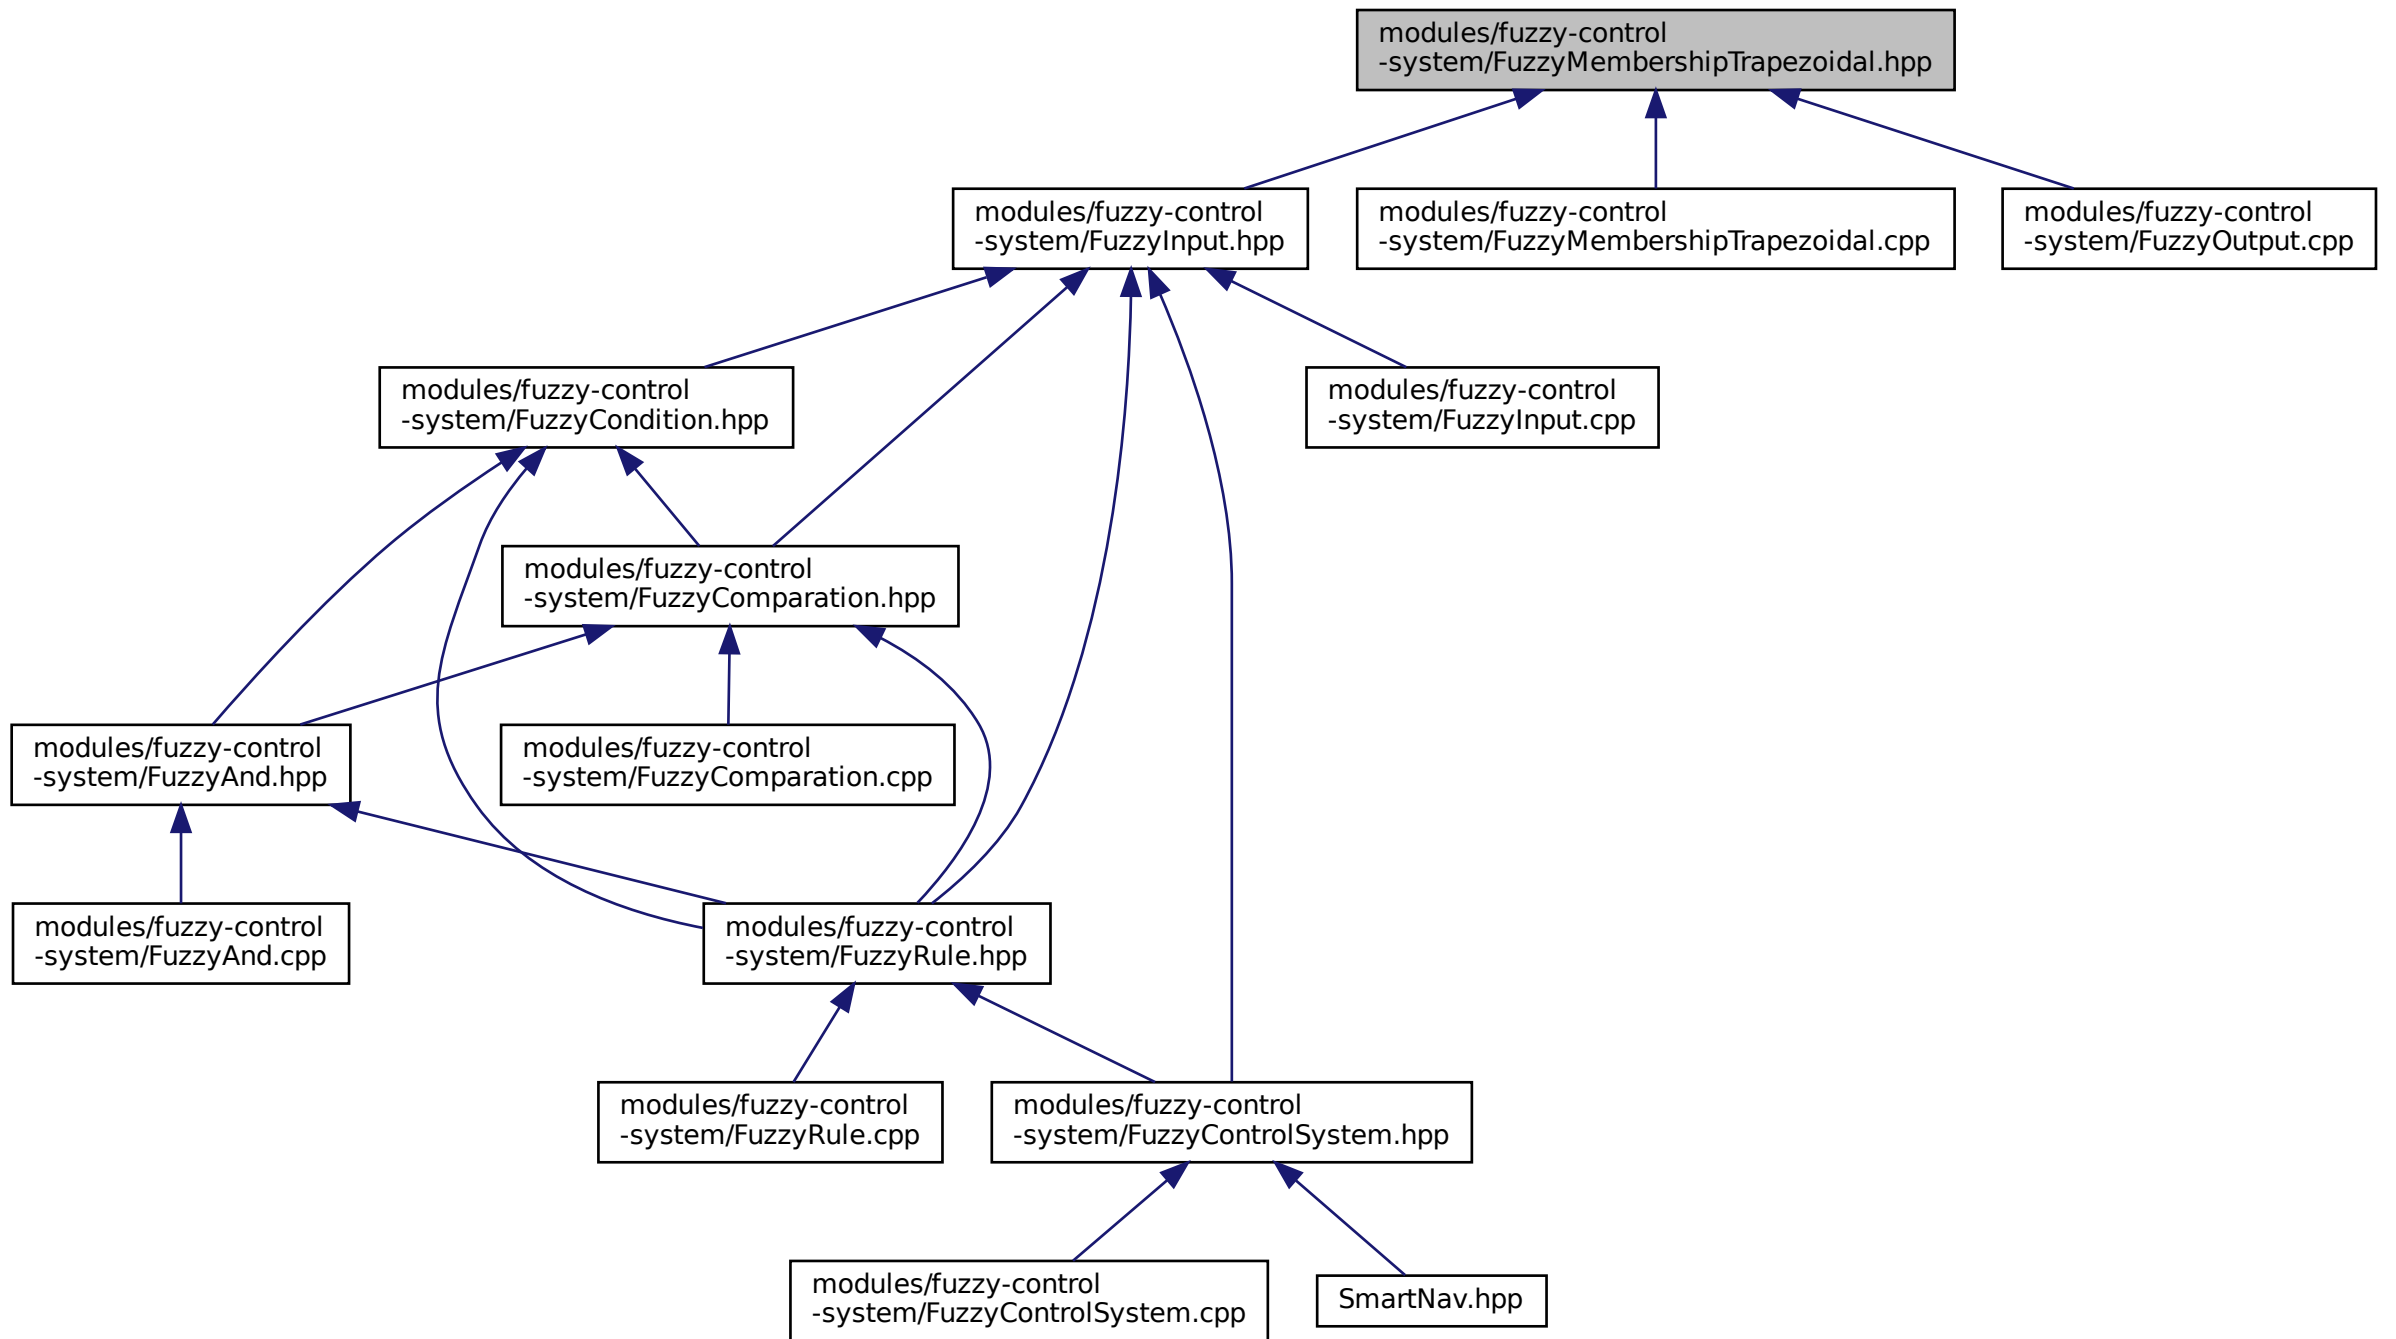 modules/fuzzy-control
-system/FuzzyMembershipTrapezoidal.hpp
modules/fuzzy-control
-system/FuzzyInput.hpp
modules/fuzzy-control
-system/FuzzyMembershipTrapezoidal.cpp
modules/fuzzy-control
-system/FuzzyOutput.cpp
modules/fuzzy-control
-system/FuzzyCondition.hpp
modules/fuzzy-control
-system/FuzzyInput.cpp
modules/fuzzy-control
-system/FuzzyComparation.hpp
modules/fuzzy-control
-system/FuzzyAnd.hpp
modules/fuzzy-control
-system/FuzzyComparation.cpp
modules/fuzzy-control
-system/FuzzyAnd.cpp
modules/fuzzy-control
-system/FuzzyRule.hpp
modules/fuzzy-control
-system/FuzzyRule.cpp
modules/fuzzy-control
-system/FuzzyControlSystem.hpp
modules/fuzzy-control
-system/FuzzyControlSystem.cpp
SmartNav.hpp